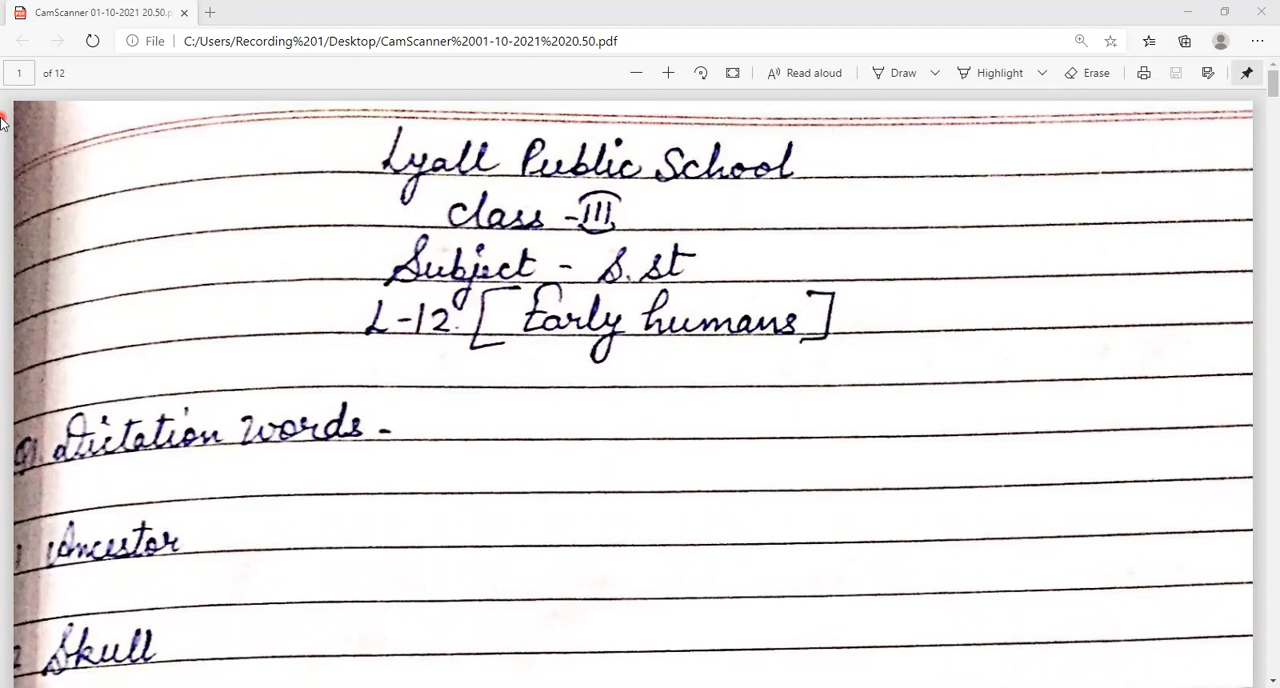 CamScanner 01-10-2021 20.50.p
File C:/Users/Recording%201/Desktop/CamScanner%2001-10-2021%2020.50.pdf
1 of 12 Read aloud Draw Highlight Erase
Lyall Public School
Class - III
Subject - S.St
L-12. [Early humans]
Q. Dictation Words -
1 Ancestor
2 Skull